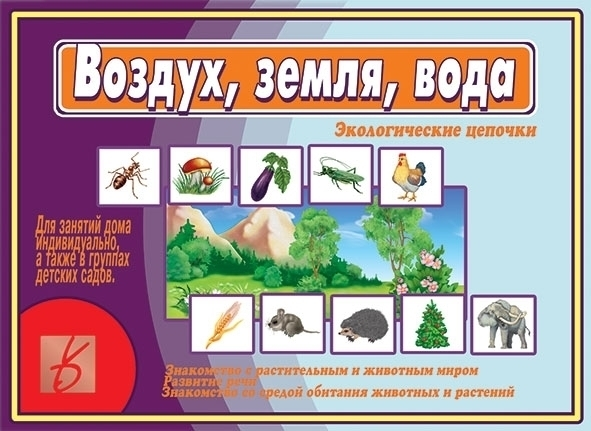 Воздух, земля, вода
Экологические цепочки
Для занятий дома
индивидуально,
а также в группах
детских садов.
Б
Знакомство с растительным и животным миром
Развитие речи
Знакомство со средой обитания животных и растений